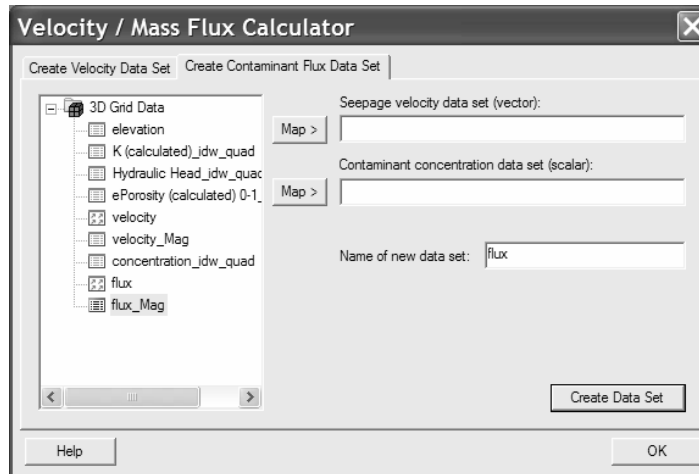 Velocity / Mass Flux Calculator
Create Velocity Data Set
Create Contaminant Flux Data Set
3D Grid Data
elevation
K (calculated)_idw_quad
Hydraulic Head_idw_quac
ePorosity (calculated) 0-1_
velocity
velocity_Mag
concentration_idw_quad
flux
flux_Mag
Seepage velocity data set (vector):
Map >
Contaminant concentration data set (scalar):
Map >
Name of new data set: flux
Create Data Set
Help
OK